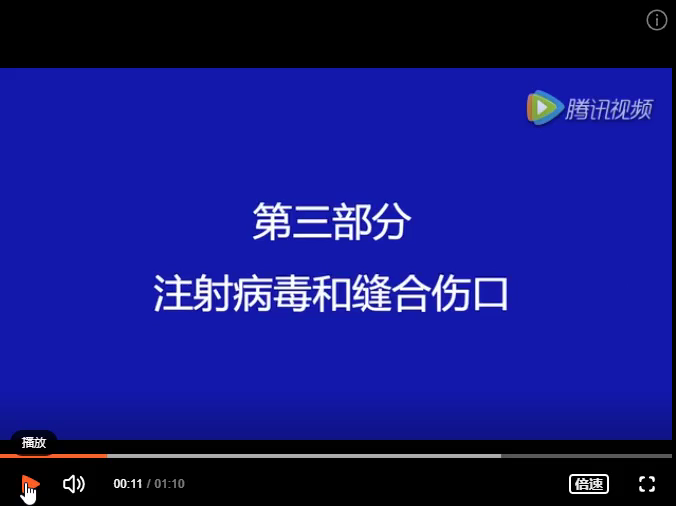 腾讯视频
第三部分
注射病毒和缝合伤口
播放
00:11 / 01:10
倍速